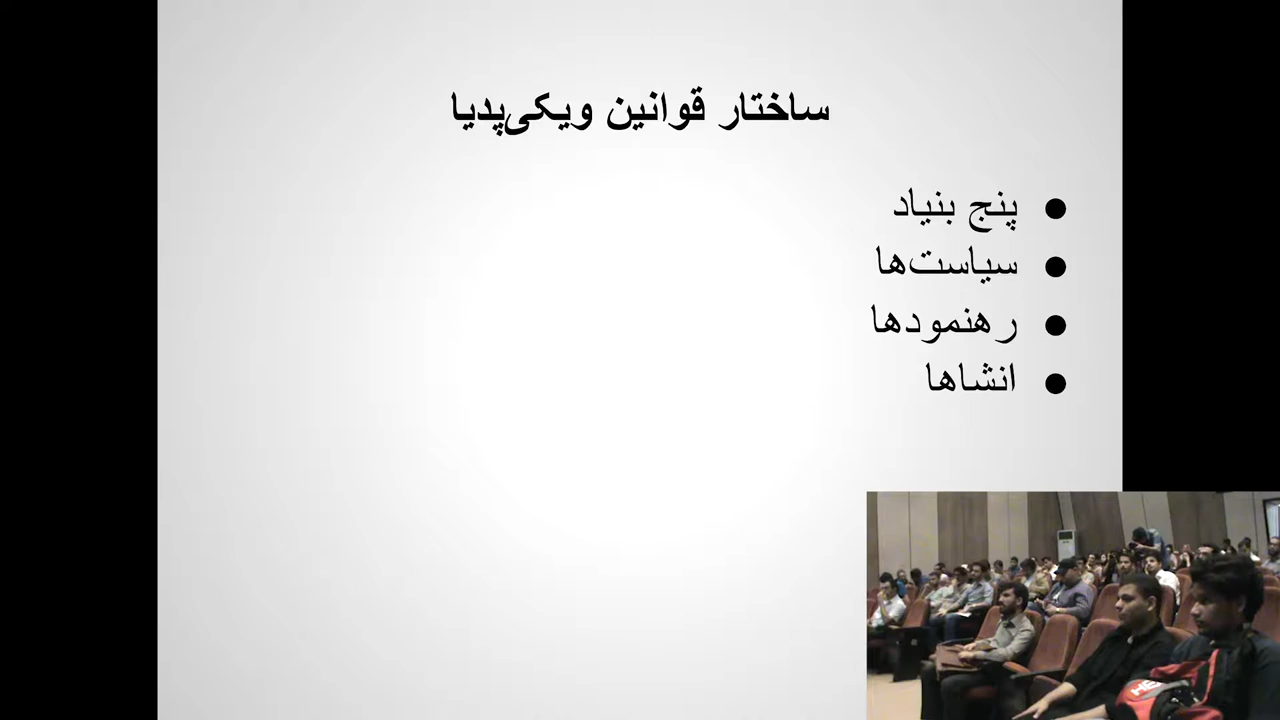 ساختار قوانین ویکی‌پدیا
● پنج بنیاد
● سیاست‌ها
● رهنمودها
● انشاها